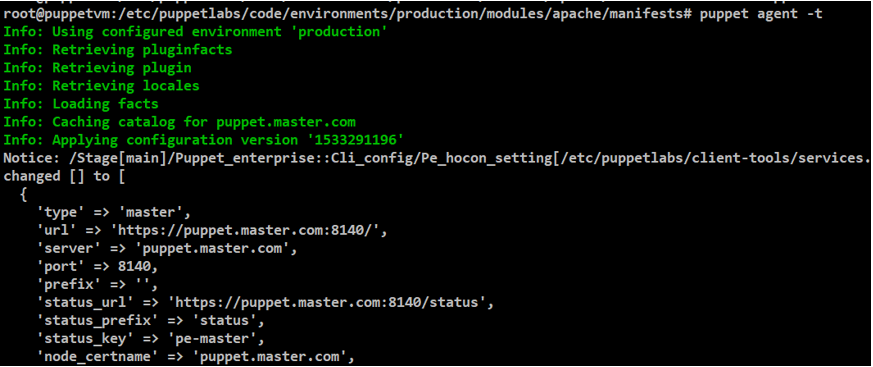 root@puppetvm:/etc/puppetlabs/code/environments/production/modules/apache/manifests# puppet agent -t
Info: Using configured environment 'production'
Info: Retrieving pluginfacts
Info: Retrieving plugin
Info: Retrieving locales
Info: Loading facts
Info: Caching catalog for puppet.master.com
Info: Applying configuration version '1533291196'
Notice: /Stage[main]/Puppet_enterprise::Cli_config/Pe_hocon_setting[/etc/puppetlabs/client-tools/services.
changed [] to [
  {
    'type' => 'master',
    'url' => 'https://puppet.master.com:8140/',
    'server' => 'puppet.master.com',
    'port' => 8140,
    'prefix' => '',
    'status_url' => 'https://puppet.master.com:8140/status',
    'status_prefix' => 'status',
    'status_key' => 'pe-master',
    'node_certname' => 'puppet.master.com',